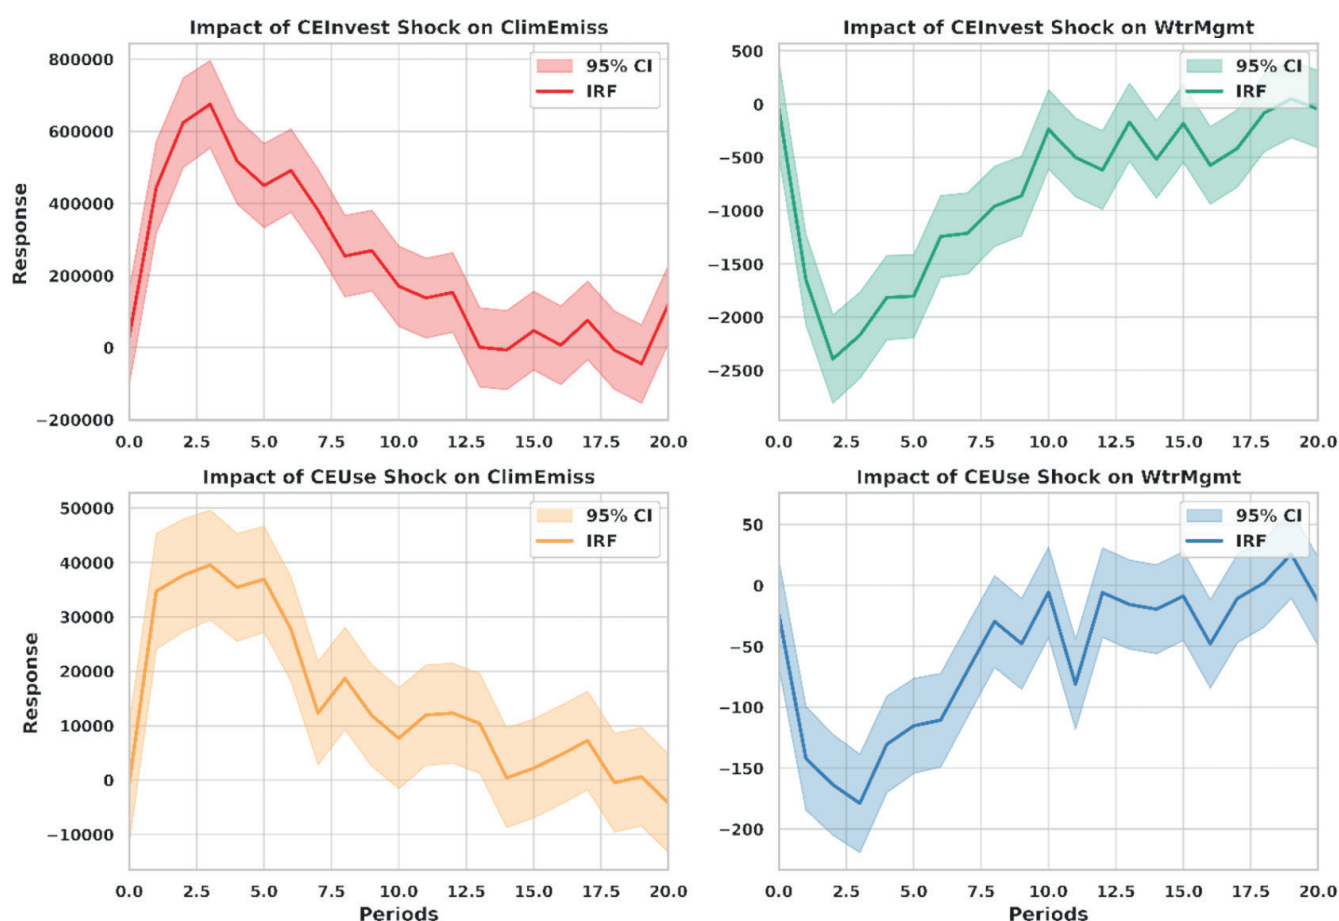 Impact of CEInvest Shock on ClimEmiss
800000
600000
400000
200000
0
−200000
Response
95% CI
IRF
0.0 2.5 5.0 7.5 10.0 12.5 15.0 17.5 20.0
Impact of CEInvest Shock on WtrMgmt
500
0
−500
−1000
−1500
−2000
−2500
95% CI
IRF
0.0 2.5 5.0 7.5 10.0 12.5 15.0 17.5 20.0
Impact of CEUse Shock on ClimEmiss
50000
40000
30000
20000
10000
0
−10000
Response
95% CI
IRF
0.0 2.5 5.0 7.5 10.0 12.5 15.0 17.5 20.0
Periods
Impact of CEUse Shock on WtrMgmt
50
0
−50
−100
−150
−200
95% CI
IRF
0.0 2.5 5.0 7.5 10.0 12.5 15.0 17.5 20.0
Periods